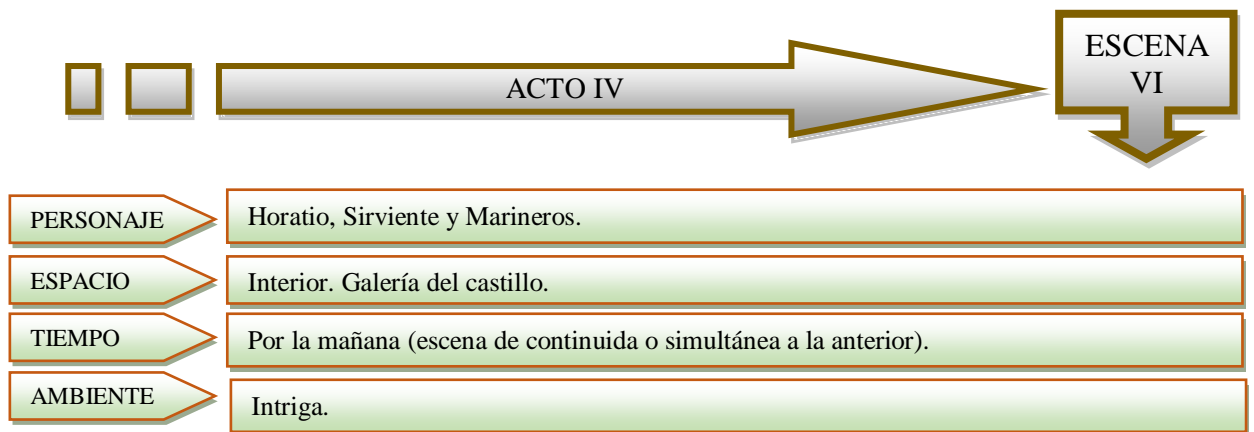 ACTO IV
ESCENA
VI
PERSONAJE
Horatio, Sirviente y Marineros.
ESPACIO
Interior. Galería del castillo.
TIEMPO
Por la mañana (escena de continuida o simultánea a la anterior).
AMBIENTE
Intriga.